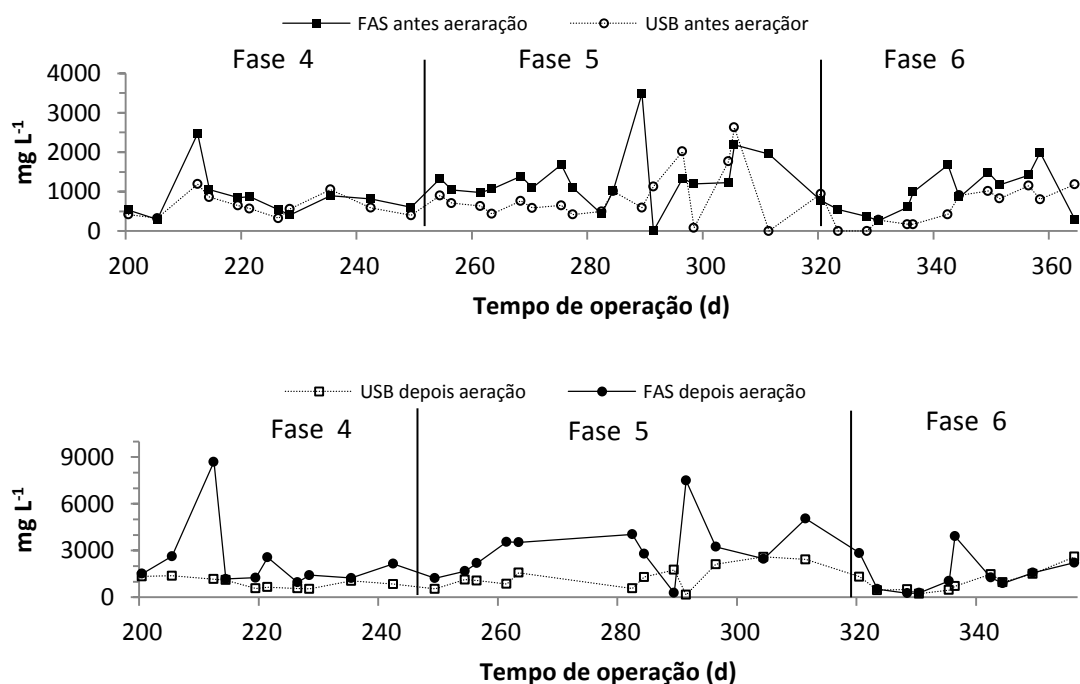 FAS antes aeraração USB antes aeraçãor
Fase 4 Fase 5 Fase 6
4000
3000
2000
1000
0
mg L-1
200 220 240 260 280 300 320 340 360
Tempo de operação (d)
USB depois aeração FAS depois aeração
Fase 4 Fase 5 Fase 6
9000
6000
3000
0
mg L-1
200 220 240 260 280 300 320 340
Tempo de operação (d)